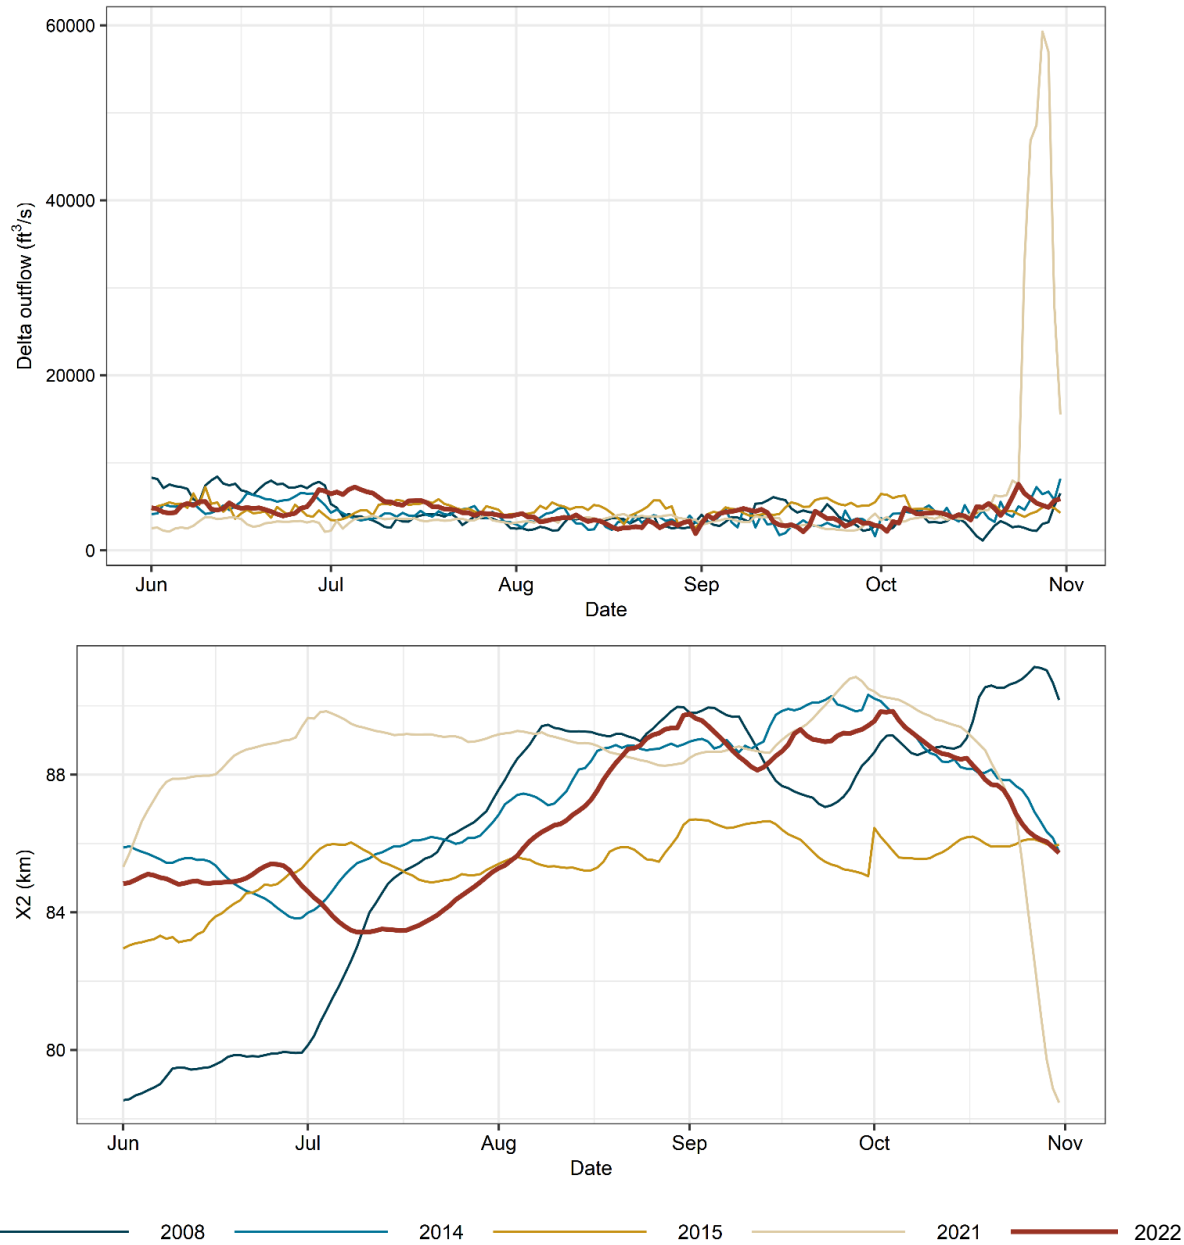 60000
40000
20000
0
Delta outflow (ft³/s)
Jun Jul Aug Sep Oct Nov
Date
88
84
80
X2 (km)
Jun Jul Aug Sep Oct Nov
Date
2008 2014 2015 2021 2022